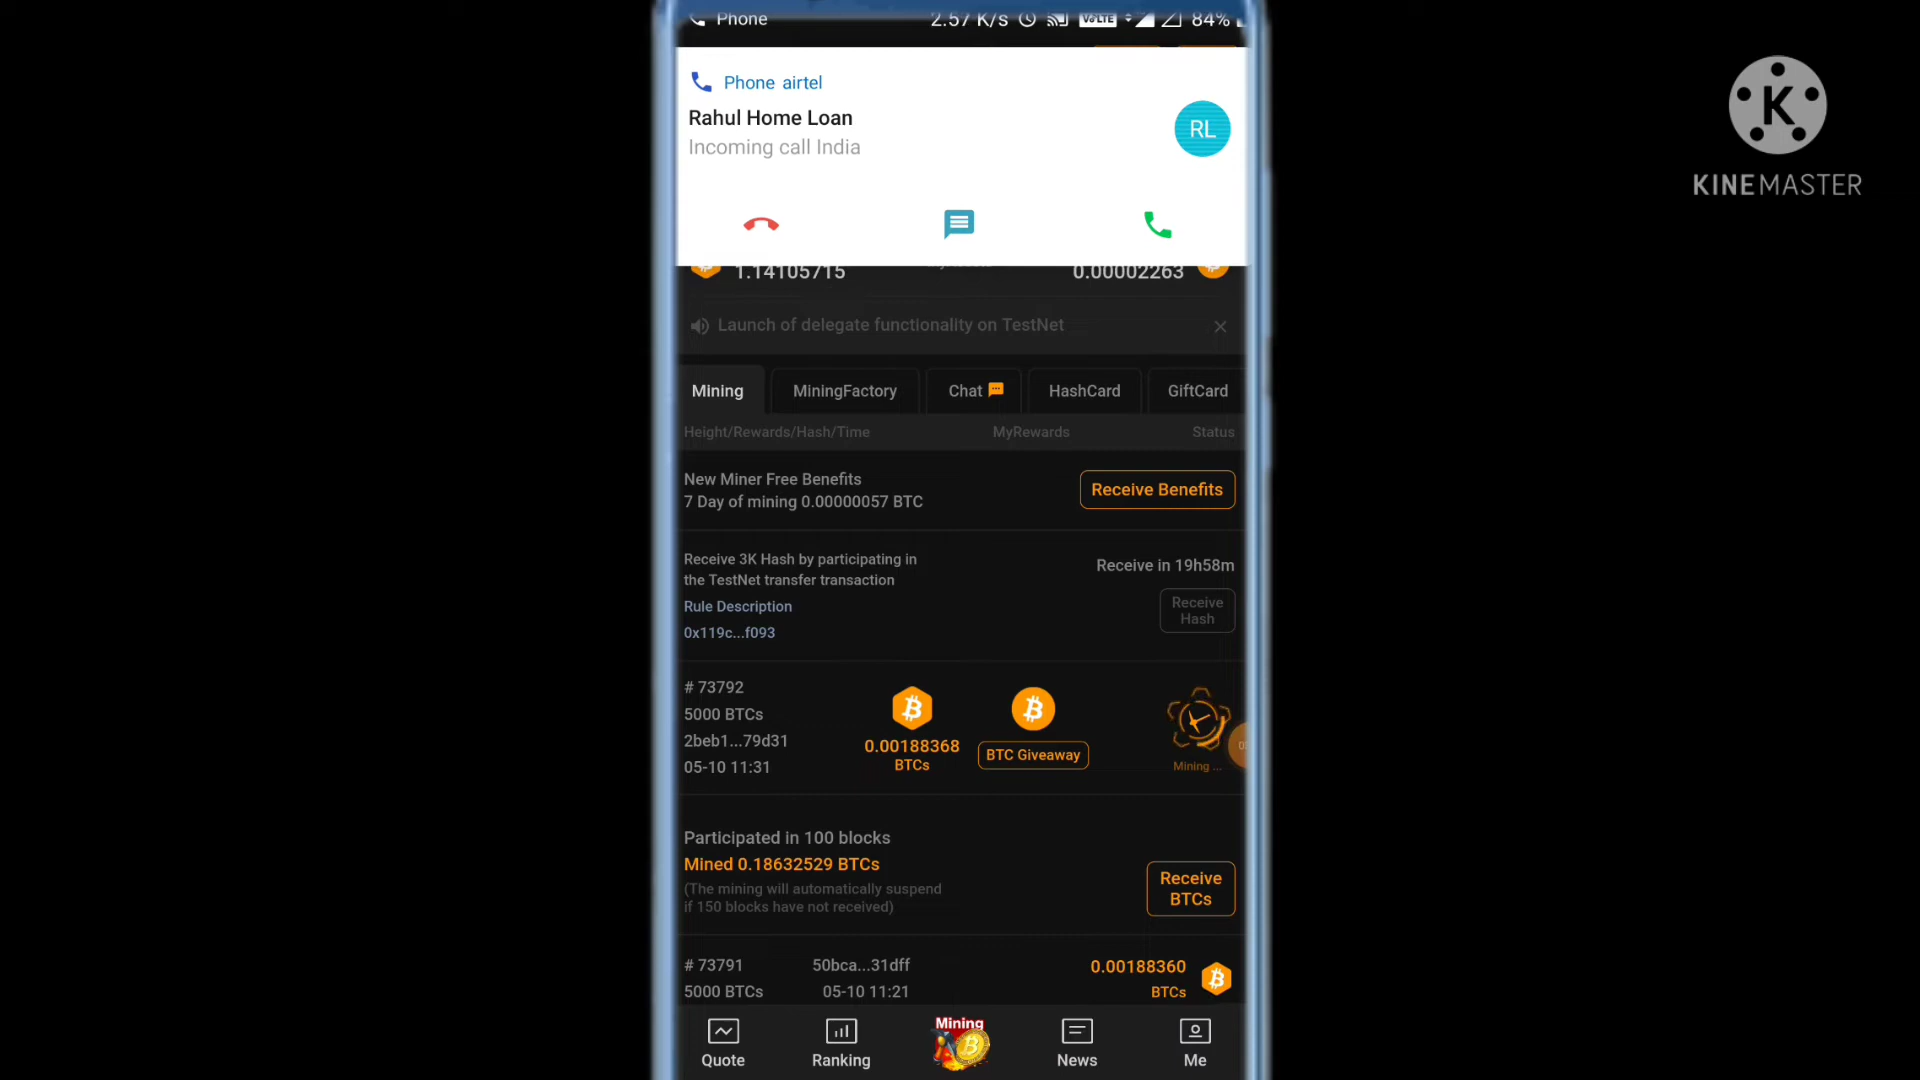 Phone 2.57 K/s VoLTE 84%
Phone airtel
Rahul Home Loan
Incoming call India
RL
K
KINEMASTER
1.14105715 0.00002263
Launch of delegate functionality on TestNet
Mining MiningFactory Chat HashCard GiftCard
Height/Rewards/Hash/Time MyRewards Status
New Miner Free Benefits
7 Day of mining 0.00000057 BTC
Receive Benefits
Receive 3K Hash by participating in
the TestNet transfer transaction
Rule Description
0x119c...f093
Receive in 19h58m
Receive
Hash
# 73792
5000 BTCs
2beb1...79d31
05-10 11:31
0.00188368
BTCs
BTC Giveaway
Mining ...
Participated in 100 blocks
Mined 0.18632529 BTCs
(The mining will automatically suspend
if 150 blocks have not received)
Receive
BTCs
# 73791 50bca...31dff 0.00188360
5000 BTCs 05-10 11:21 BTCs
Mining
Quote Ranking News Me